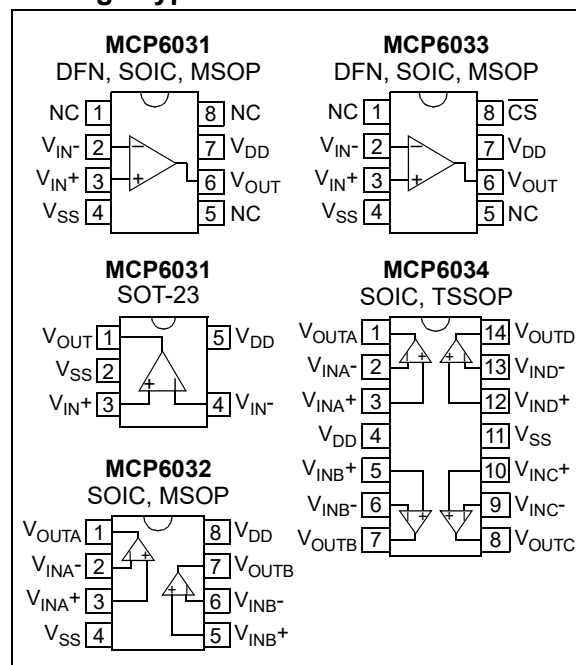 MCP6031
DFN, SOIC, MSOP
NC 1 8 NC
VIN- 2 7 VDD
VIN+ 3 6 VOUT
VSS 4 5 NC
MCP6033
DFN, SOIC, MSOP
NC 1 8 CS
VIN- 2 7 VDD
VIN+ 3 6 VOUT
VSS 4 5 NC
MCP6031
SOT-23
VOUT 1 5 VDD
VSS 2
VIN+ 3 4 VIN-
MCP6034
SOIC, TSSOP
VOUTA 1 14 VOUTD
VINA- 2 13 VIND-
VINA+ 3 12 VIND+
VDD 4 11 VSS
VINB+ 5 10 VINC+
VINB- 6 9 VINC-
VOUTB 7 8 VOUTC
MCP6032
SOIC, MSOP
VOUTA 1 8 VDD
VINA- 2 7 VOUTB
VINA+ 3 6 VINB-
VSS 4 5 VINB+